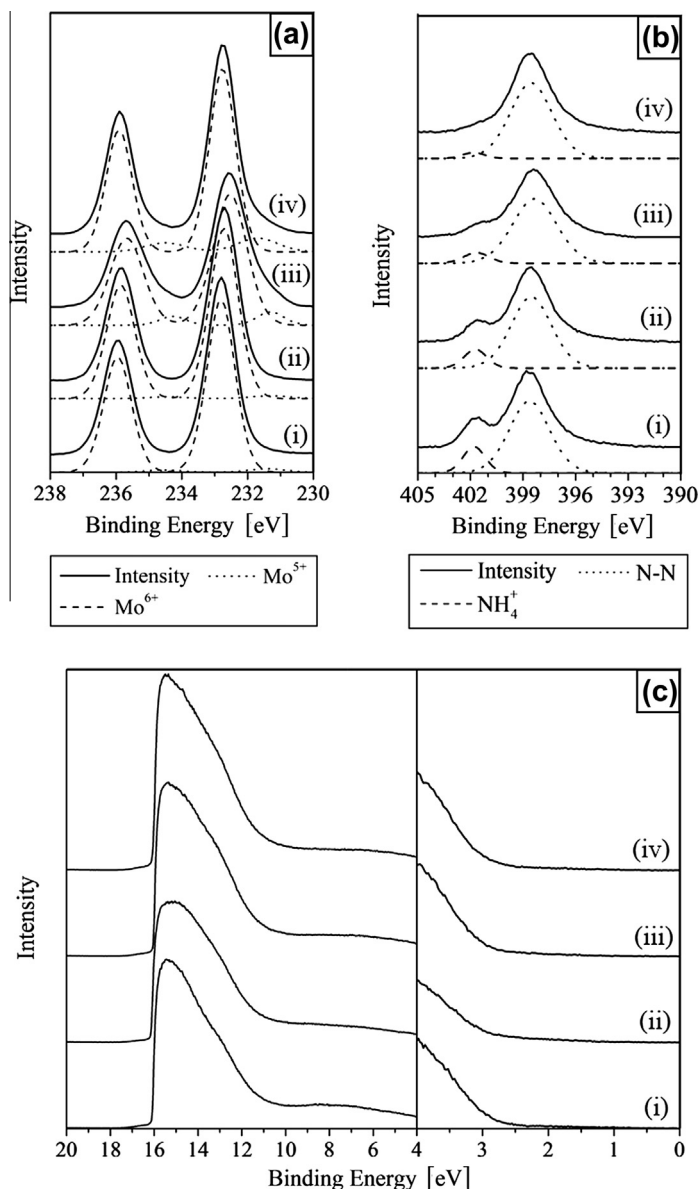 (a)
(iv)
(iii)
(ii)
(i)
Intensity
238 236 234 232 230
Binding Energy [eV]
Intensity Mo5+
Mo6+
(b)
(iv)
(iii)
(ii)
(i)
Intensity
405 402 399 396 393 390
Binding Energy [eV]
Intensity N-N
NH4+
(c)
(iv)
(iii)
(ii)
(i)
Intensity
20 18 16 14 12 10 8 6 4 3 2 1 0
Binding Energy [eV]